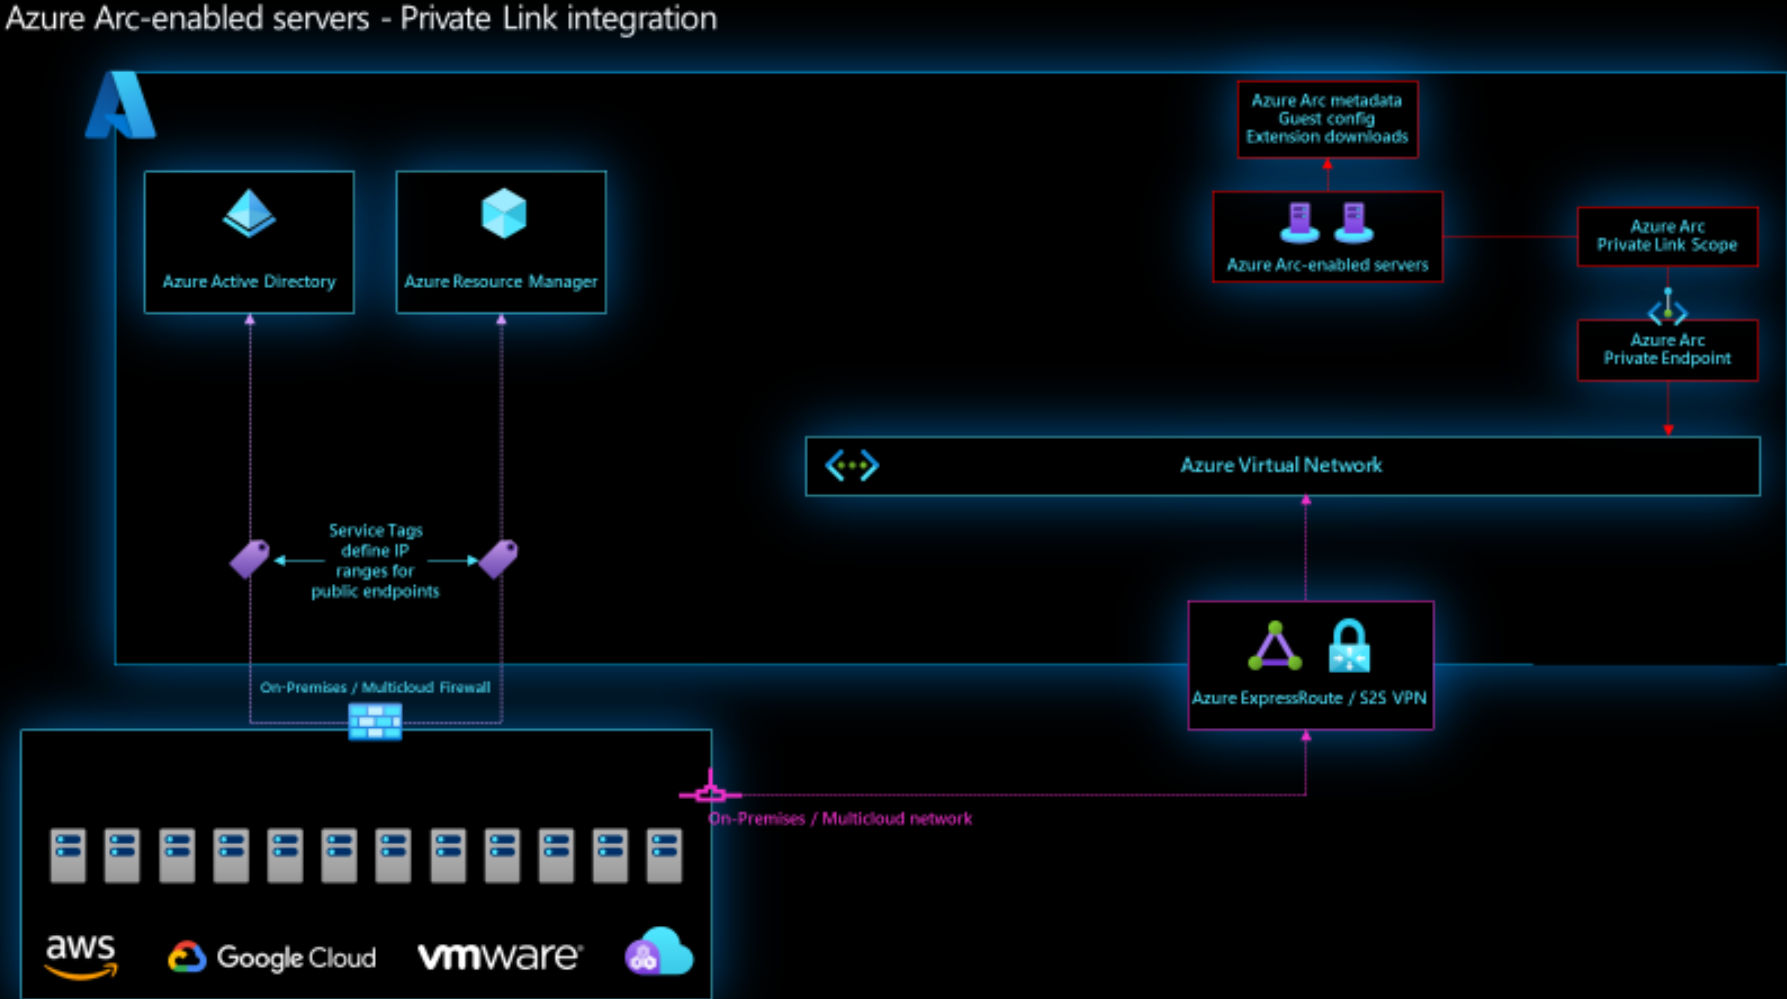 Azure Arc-enabled servers - Private Link integration
Azure Arc metadata
Guest config
Extension downloads
Azure Active Directory
Azure Resource Manager
Azure Arc-enabled servers
Azure Arc
Private Link Scope
Azure Arc
Private Endpoint
Azure Virtual Network
Service Tags
define IP
ranges for
public endpoints
On-Premises / Multicloud Firewall
Azure ExpressRoute / S2S VPN
On-Premises / Multicloud network
aws
Google Cloud
vmware®